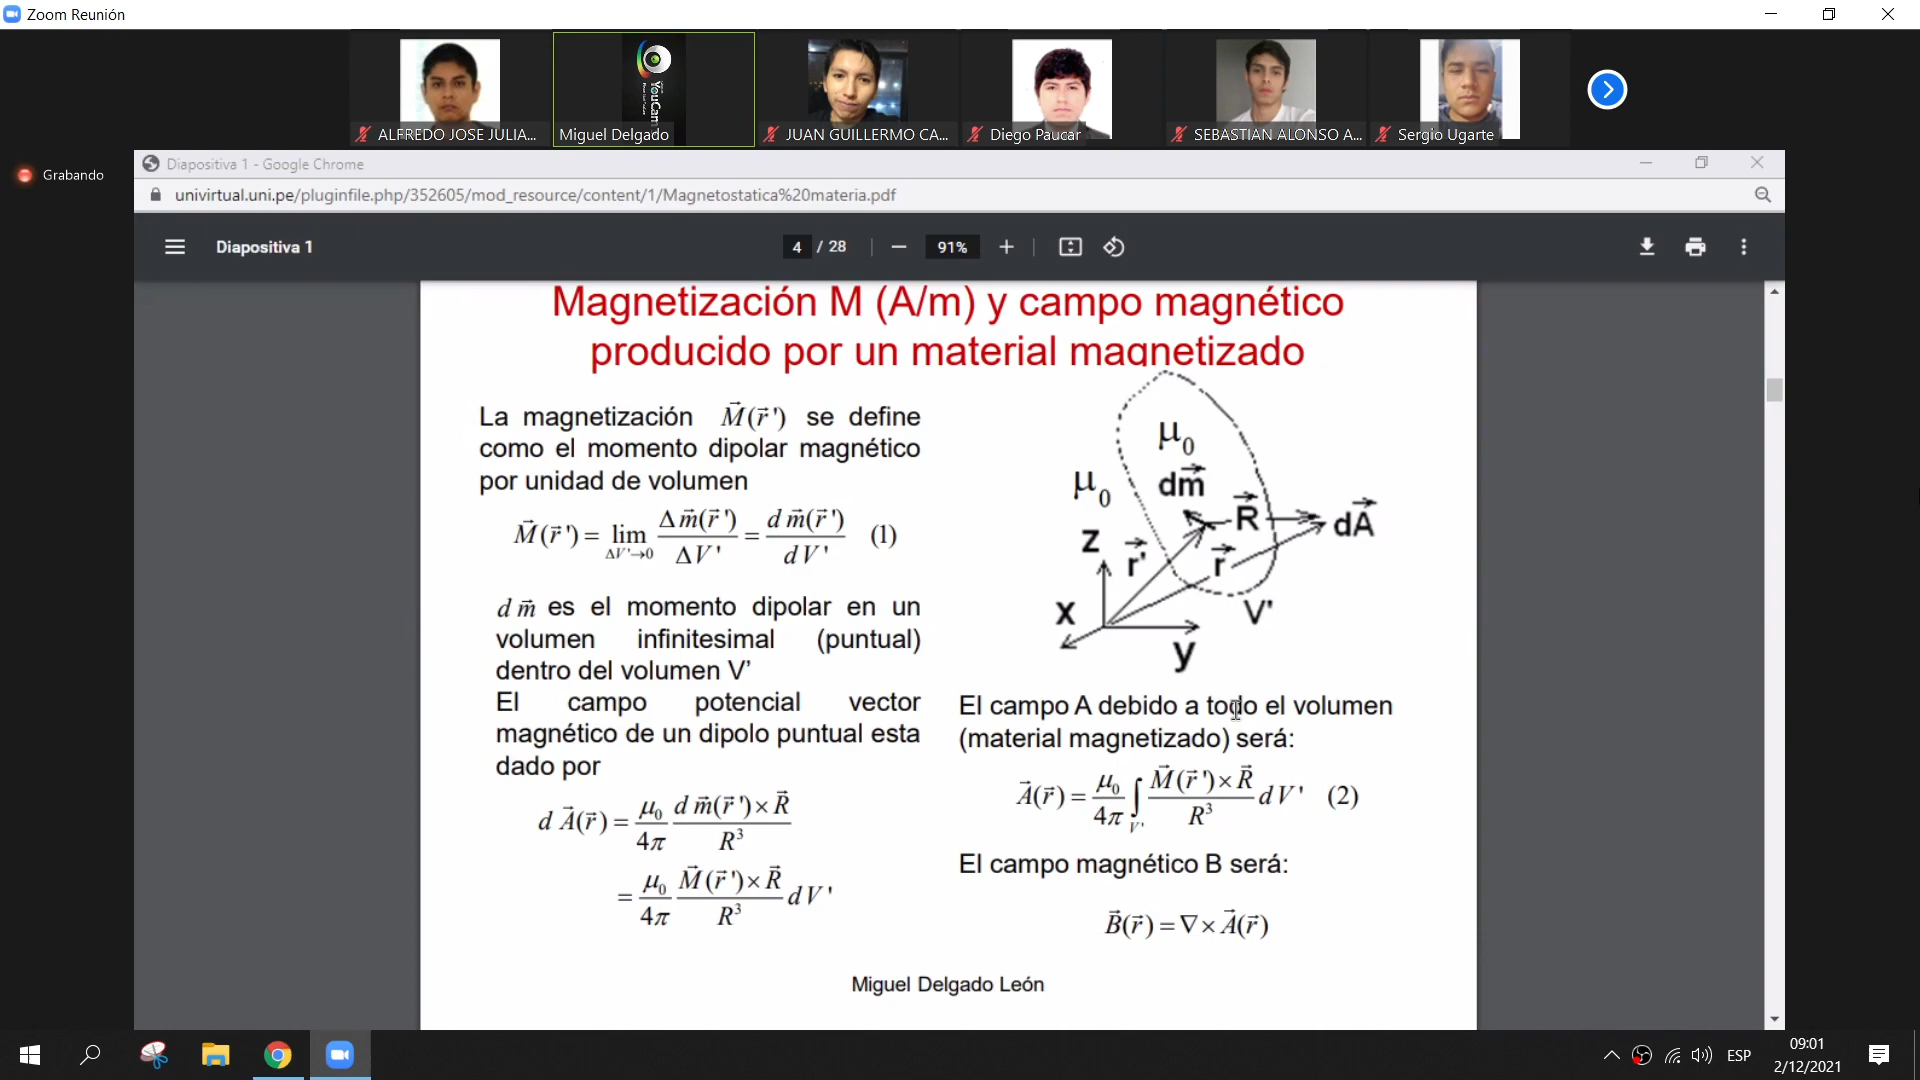 Zoom Reunión
ALFREDO JOSE JULIA...
Miguel Delgado
JUAN GUILLERMO CA...
Diego Paucar
SEBASTIAN ALONSO A...
Sergio Ugarte
YouCam
Grabando
Diapositiva 1 - Google Chrome
univirtual.uni.pe/pluginfile.php/352605/mod_resource/content/1/Magnetostatica%20materia.pdf
Diapositiva 1
4 / 28
91%
Magnetización M (A/m) y campo magnético
producido por un material magnetizado
La magnetización M⃗(r⃗') se define
como el momento dipolar magnético
por unidad de volumen
M⃗(r⃗') = lim_{ΔV'→0} Δm⃗(r⃗')/ΔV' = dm⃗(r⃗')/dV' (1)
dm⃗ es el momento dipolar en un
volumen infinitesimal (puntual)
dentro del volumen V'
El campo potencial vector
magnético de un dipolo puntual esta
dado por
dA⃗(r⃗) = μ₀/4π dm⃗(r⃗')×R⃗/R³
= μ₀/4π M⃗(r⃗')×R⃗/R³ dV'
μ₀
μ₀
dm⃗
R⃗
dA⃗
z
r⃗'
r⃗
x
V'
y
El campo A debido a todo el volumen
(material magnetizado) será:
A⃗(r⃗) = μ₀/4π ∫_{V'} M⃗(r⃗')×R⃗/R³ dV' (2)
El campo magnético B será:
B⃗(r⃗) = ∇×A⃗(r⃗)
Miguel Delgado León
ESP
09:01
2/12/2021